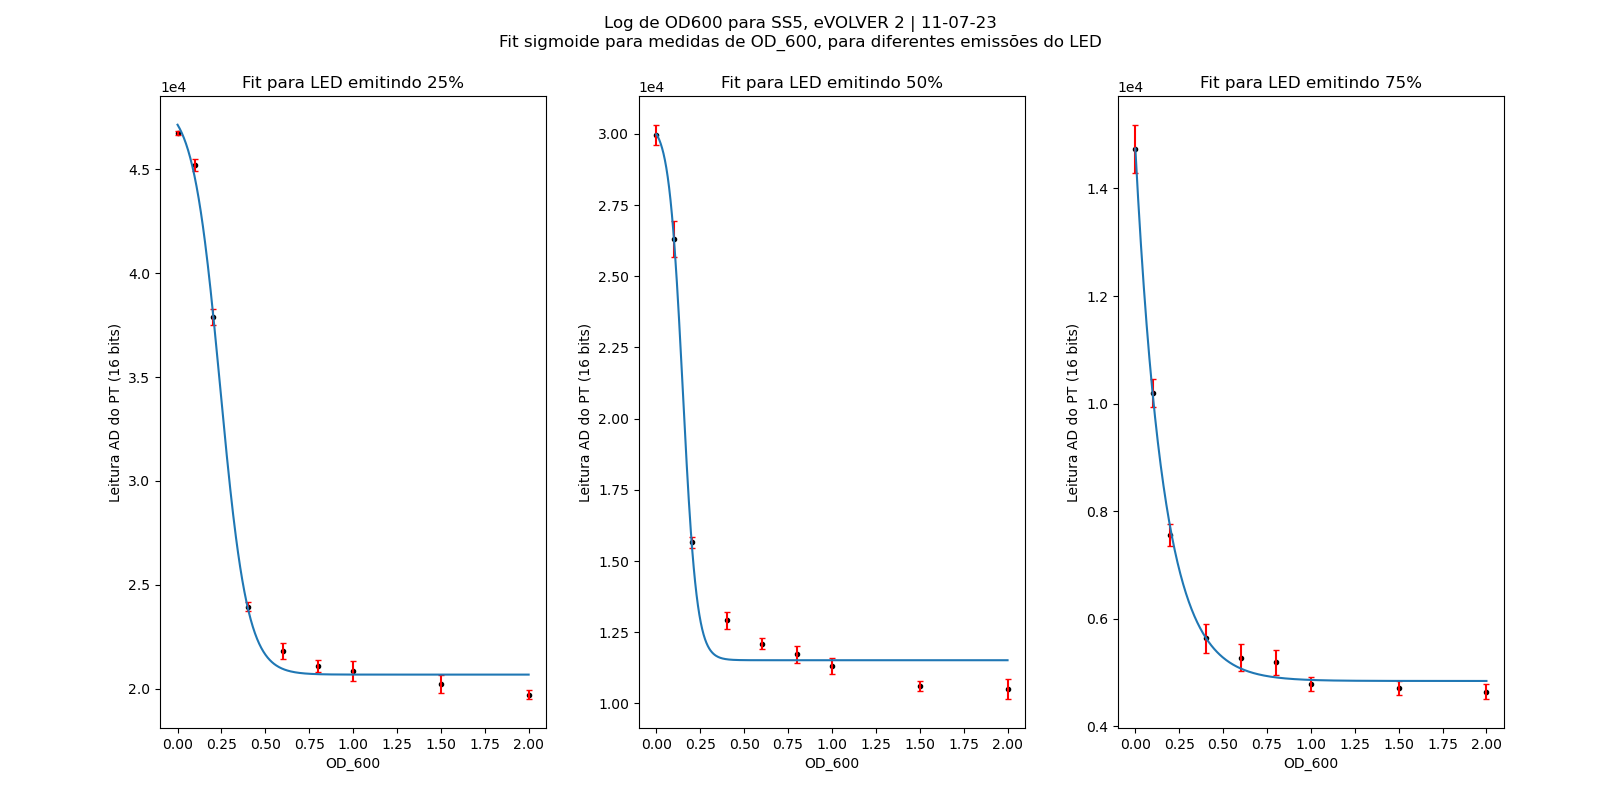 Log de OD600 para SS5, eVOLVER 2 | 11-07-23
Fit sigmoide para medidas de OD_600, para diferentes emissões do LED
Fit para LED emitindo 25%
1e4
Leitura AD do PT (16 bits)
4.5
4.0
3.5
3.0
2.5
2.0
0.00 0.25 0.50 0.75 1.00 1.25 1.50 1.75 2.00
OD_600
Fit para LED emitindo 50%
1e4
Leitura AD do PT (16 bits)
3.00
2.75
2.50
2.25
2.00
1.75
1.50
1.25
1.00
0.00 0.25 0.50 0.75 1.00 1.25 1.50 1.75 2.00
OD_600
Fit para LED emitindo 75%
1e4
Leitura AD do PT (16 bits)
1.4
1.2
1.0
0.8
0.6
0.4
0.00 0.25 0.50 0.75 1.00 1.25 1.50 1.75 2.00
OD_600